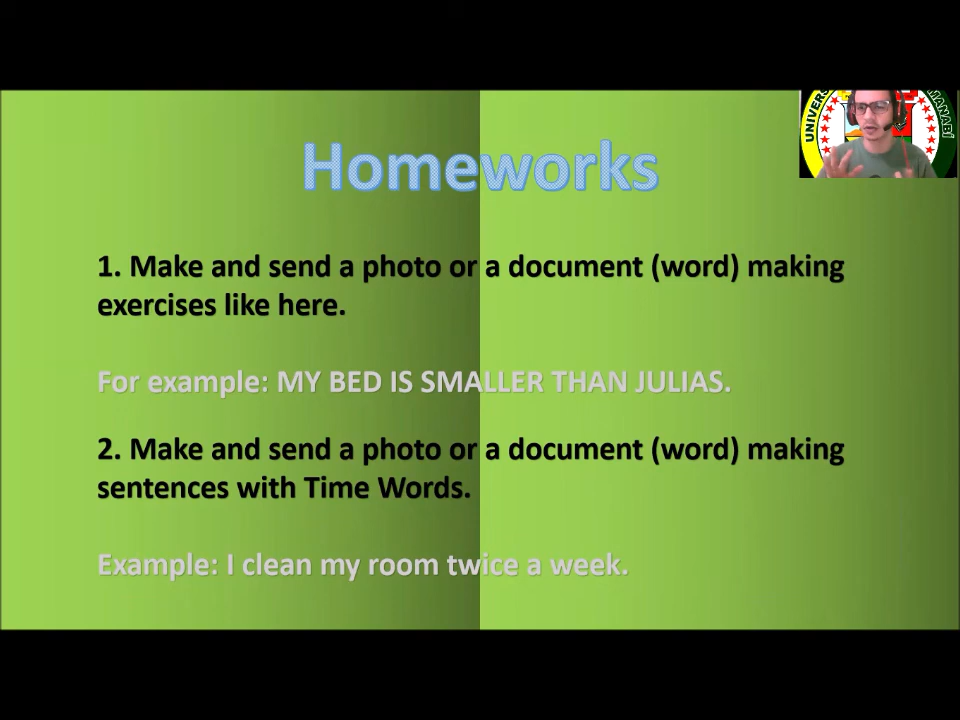 UNIVERS
MANABÍ
Homeworks
1. Make and send a photo or a document (word) making
exercises like here.
For example: MY BED IS SMALLER THAN JULIAS.
2. Make and send a photo or a document (word) making
sentences with Time Words.
Example: I clean my room twice a week.